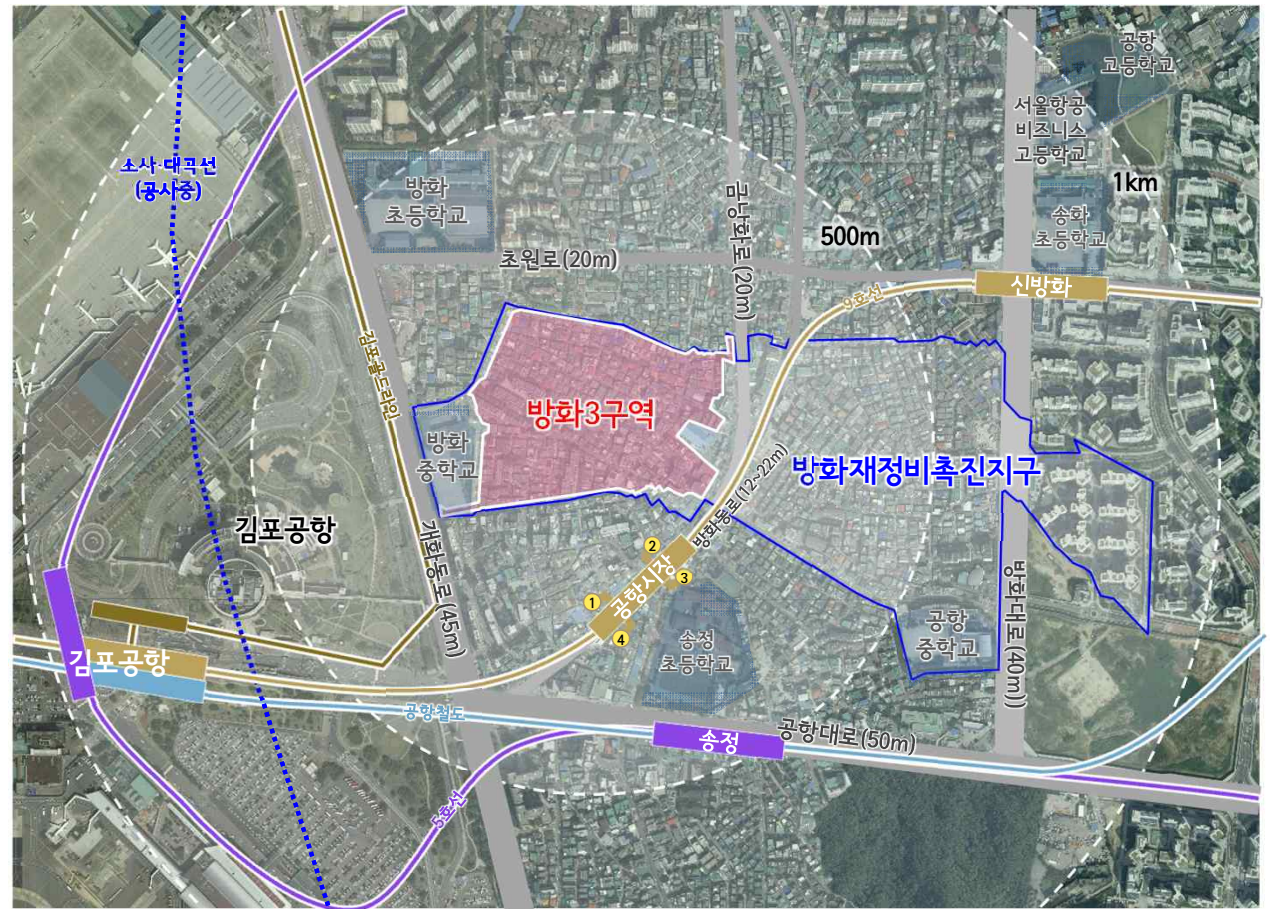 공항
고등학교
서울항공
비즈니스
고등학교
소사·대곡선
(공사중)
1km
방화
초등학교
송화
초등학교
500m
금낭화로(20m)
초원로(20m)
신방화
9호선
김포골드라인
방화3구역
방화
중학교
방화재정비촉진지구
방화동로(12~22m)
김포공항
개화동로(45m)
2
3
공항시장
1
4
방화대로(40m))
공항
중학교
송정
초등학교
김포공항
공항철도
송정
공항대로(50m)
5호선